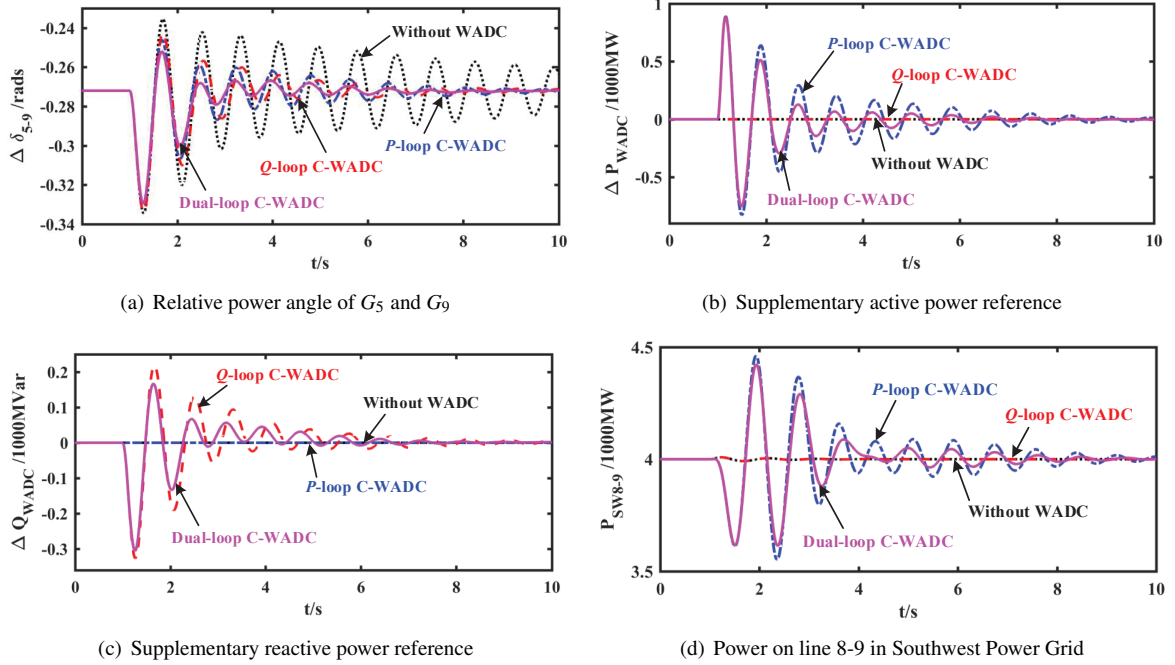 -0.24
-0.26
-0.28
-0.3
-0.32
-0.34
Δ δ5-9 /rads
Without WADC
P-loop C-WADC
Q-loop C-WADC
Dual-loop C-WADC
0 2 4 6 8 10
t/s
(a) Relative power angle of G5 and G9
1
0.5
0
-0.5
Δ PWADC /1000MW
P-loop C-WADC
Q-loop C-WADC
Without WADC
Dual-loop C-WADC
0 2 4 6 8 10
t/s
(b) Supplementary active power reference
0.2
0.1
0
-0.1
-0.2
-0.3
Δ QWADC /1000MVar
Q-loop C-WADC
Without WADC
P-loop C-WADC
Dual-loop C-WADC
0 2 4 6 8 10
t/s
(c) Supplementary reactive power reference
4.5
4
3.5
PSW8-9 /1000MW
P-loop C-WADC
Q-loop C-WADC
Without WADC
Dual-loop C-WADC
0 2 4 6 8 10
t/s
(d) Power on line 8-9 in Southwest Power Grid